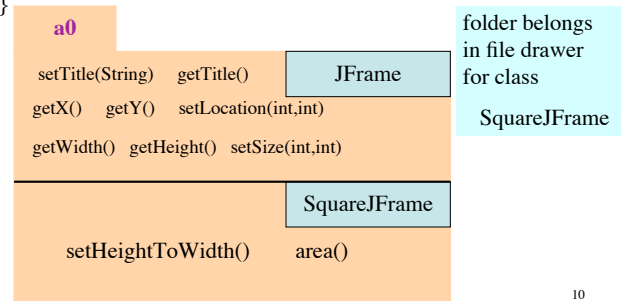 }
a0
setTitle(String) getTitle() JFrame
getX() getY() setLocation(int,int)
getWidth() getHeight() setSize(int,int)
SquareJFrame
setHeightToWidth() area()
folder belongs
in file drawer
for class
SquareJFrame
10